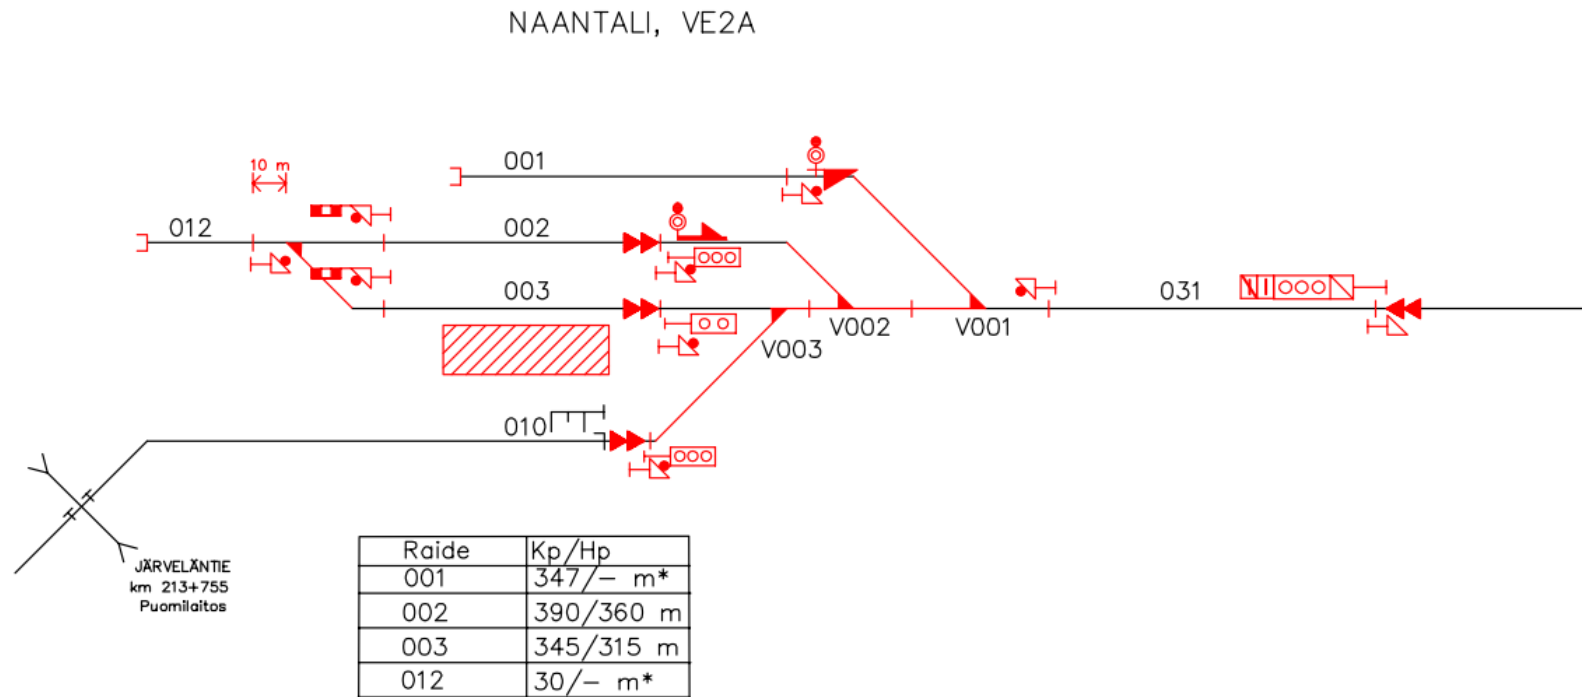 NAANTALI, VE2A
001
10 m
012
002
003
031
V002
V001
V003
010
JÄRVELÄNTIE
km 213+755
Puomilaitos
Raide Kp/Hp
001 347/– m*
002 390/360 m
003 345/315 m
012 30/– m*